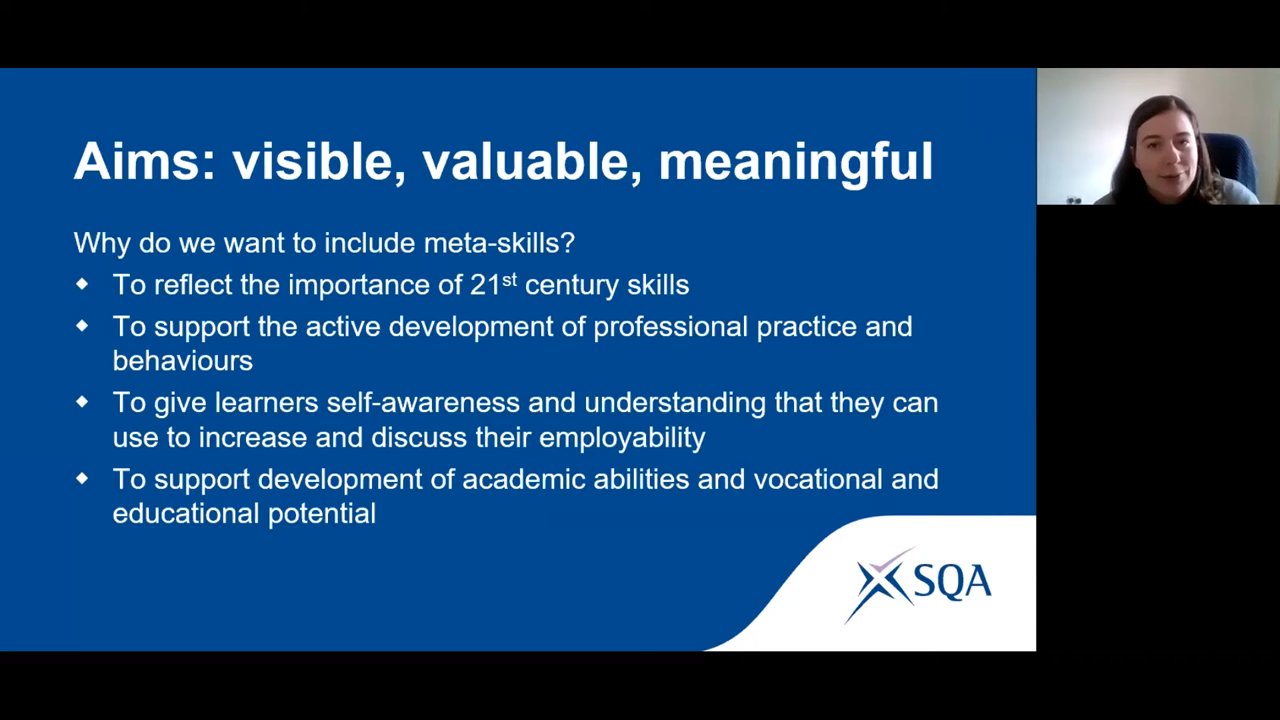 Aims: visible, valuable, meaningful
Why do we want to include meta-skills?
To reflect the importance of 21st century skills
To support the active development of professional practice and
behaviours
To give learners self-awareness and understanding that they can
use to increase and discuss their employability
To support development of academic abilities and vocational and
educational potential
SQA